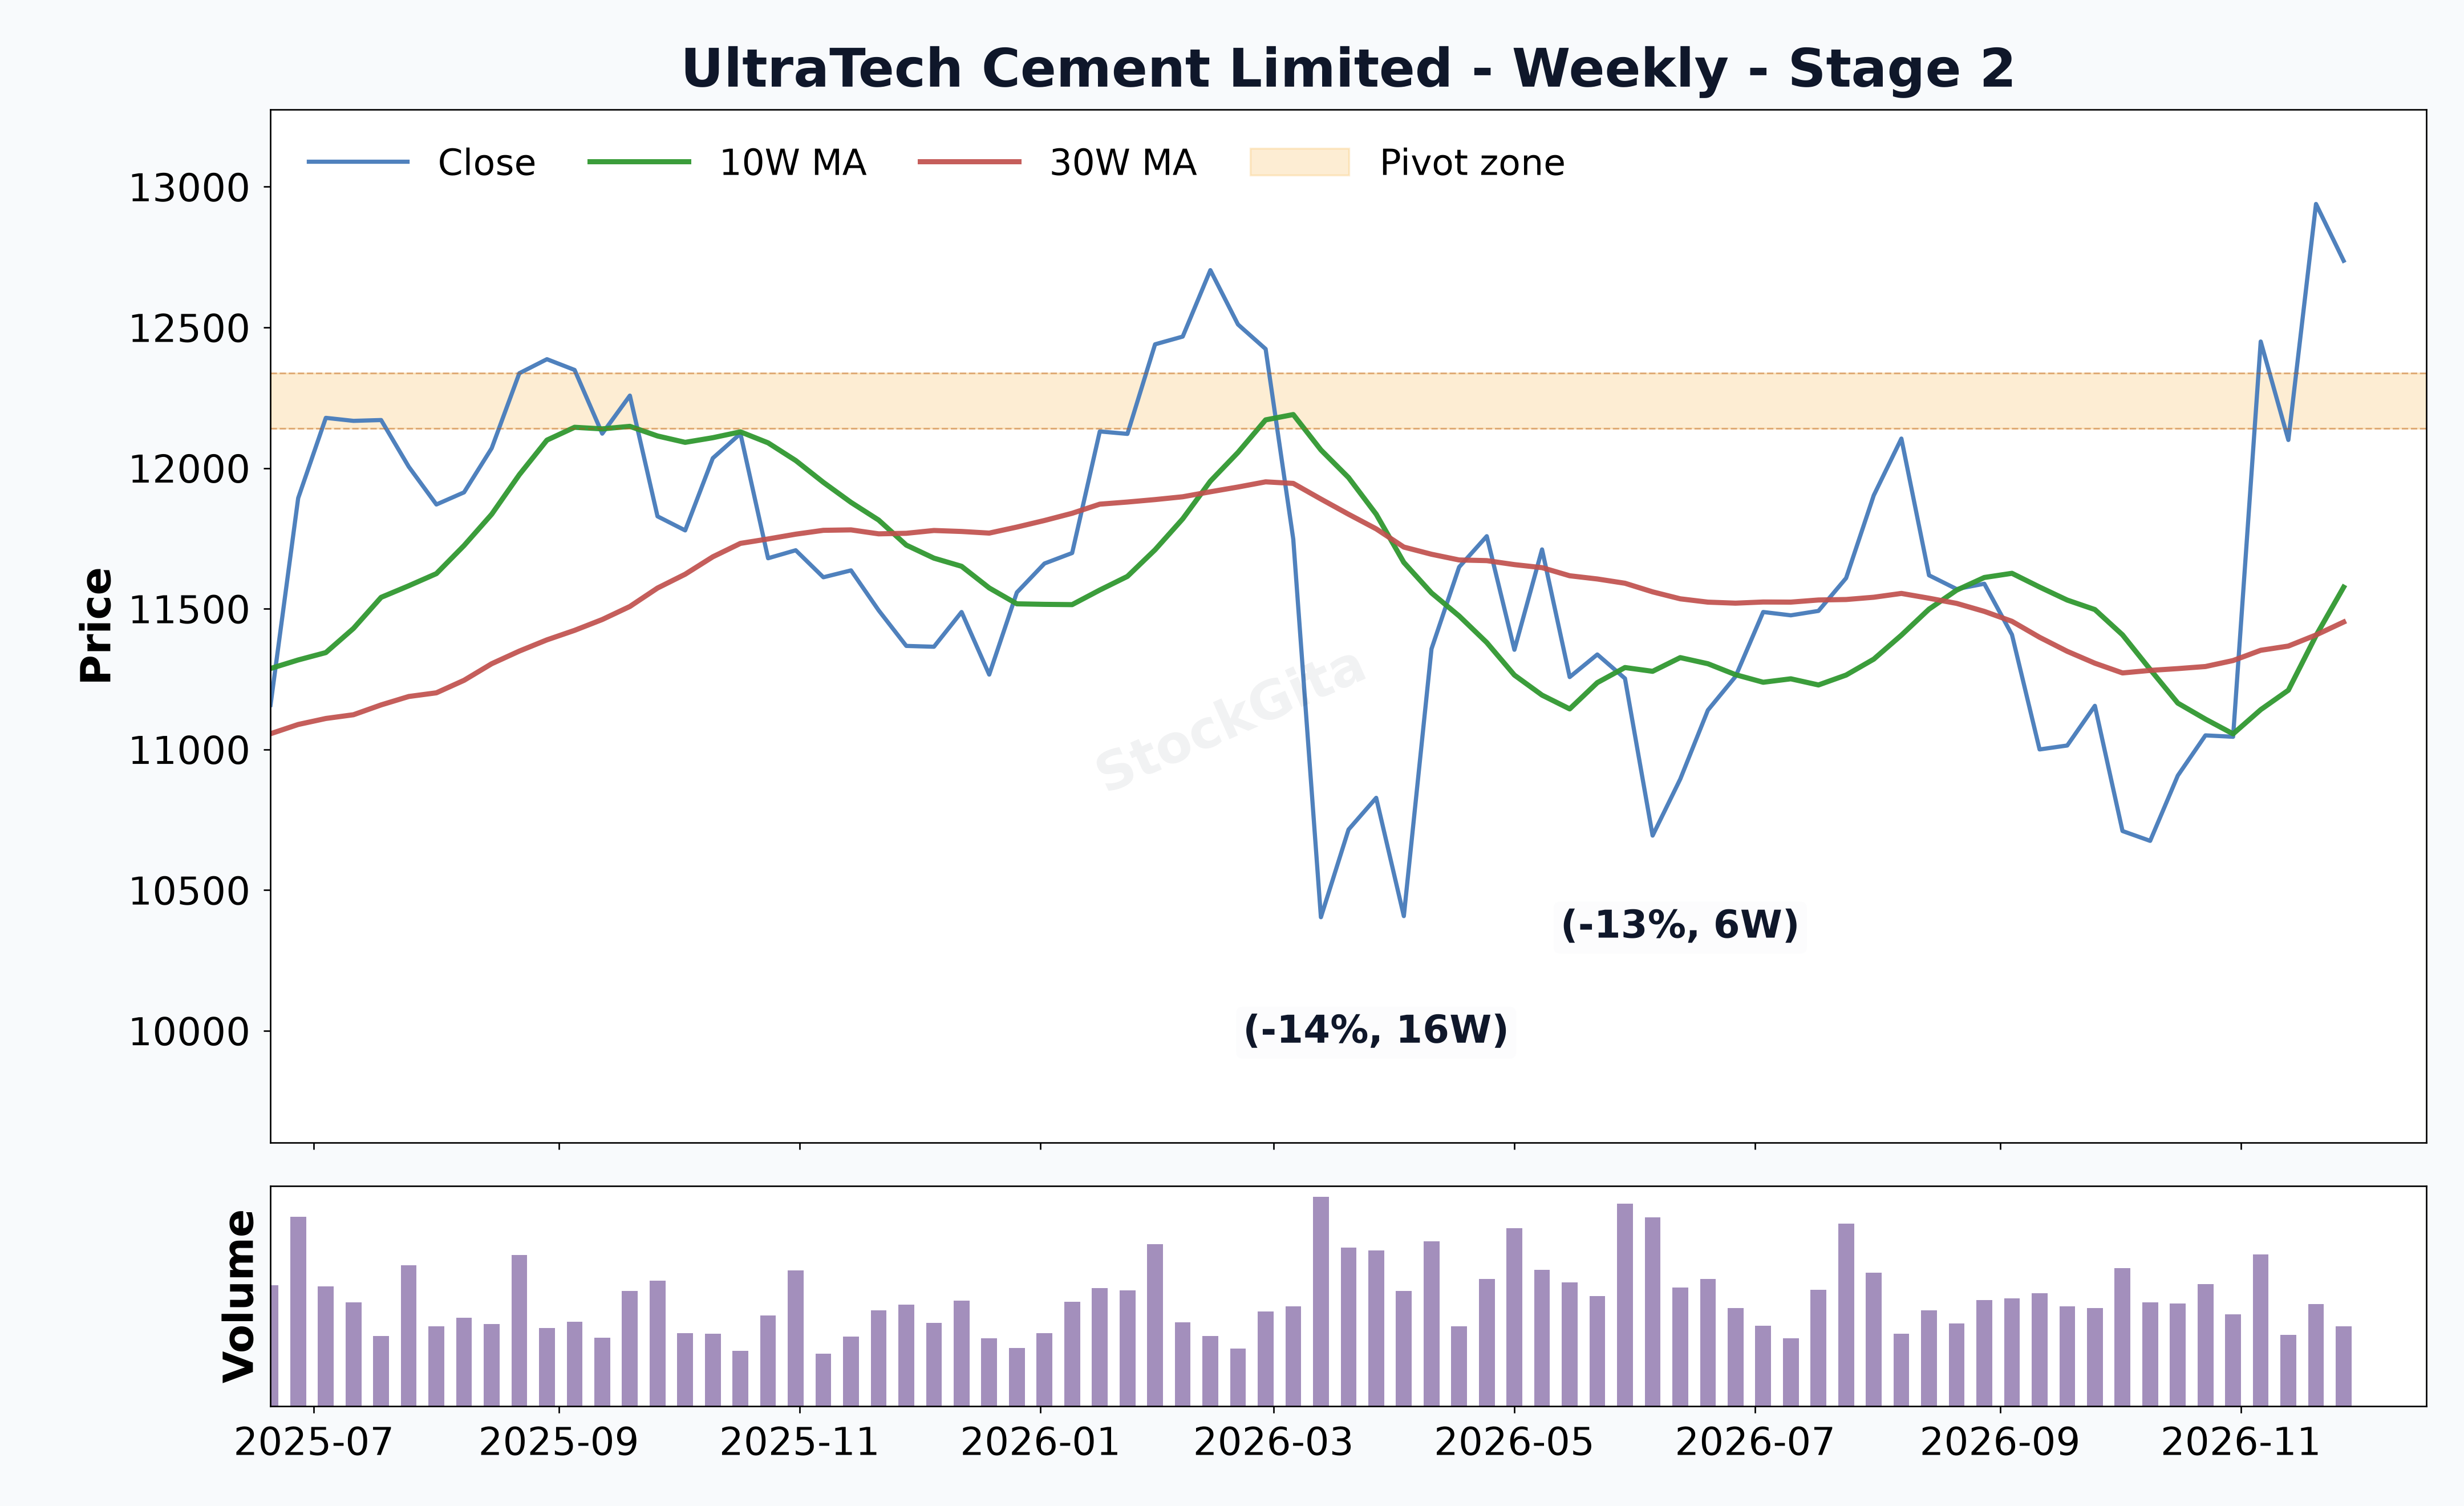 UltraTech Cement Limited - Weekly - Stage 2
Close 10W MA 30W MA Pivot zone
Price
13000
12500
12000
11500
11000
10500
10000
StockGita
(-13%, 6W)
(-14%, 16W)
Volume
2025-07 2025-09 2025-11 2026-01 2026-03 2026-05 2026-07 2026-09 2026-11